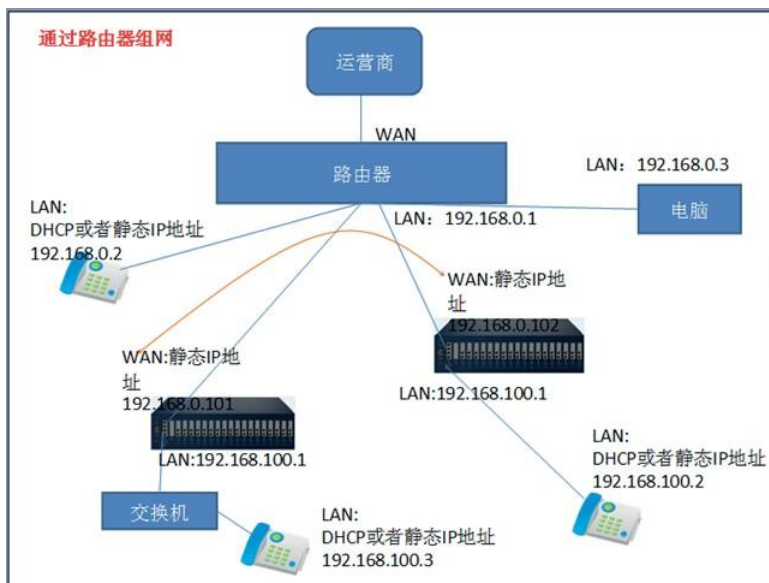 通过路由器组网
运营商
WAN
路由器
LAN：192.168.0.3
电脑
LAN：192.168.0.1
LAN:
DHCP或者静态IP地址
192.168.0.2
WAN:静态IP地
址
192.168.0.102
LAN:192.168.100.1
WAN:静态IP地
址
192.168.0.101
LAN:192.168.100.1
LAN:
DHCP或者静态IP地址
192.168.100.2
交换机
LAN:
DHCP或者静态IP地址
192.168.100.3